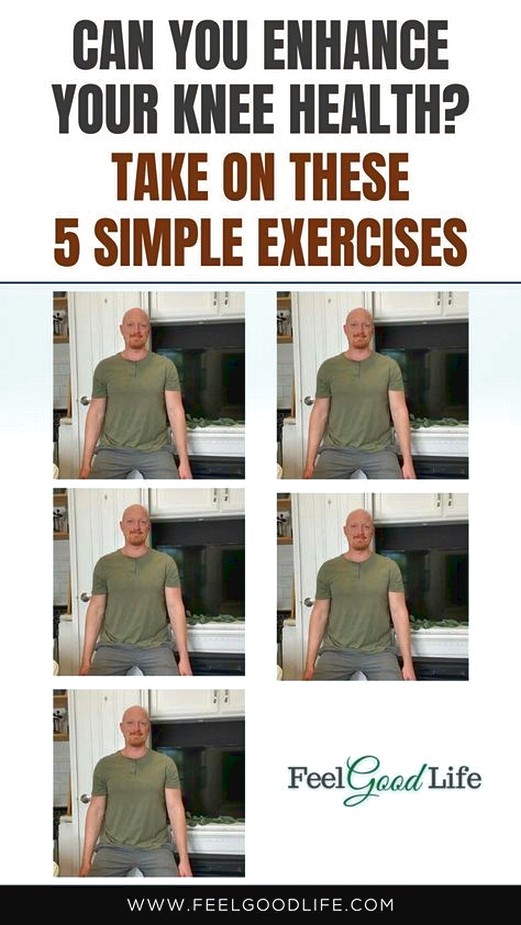 CAN YOU ENHANCE
YOUR KNEE HEALTH?
TAKE ON THESE
5 SIMPLE EXERCISES
Feel Good Life
WWW.FEELGOODLIFE.COM